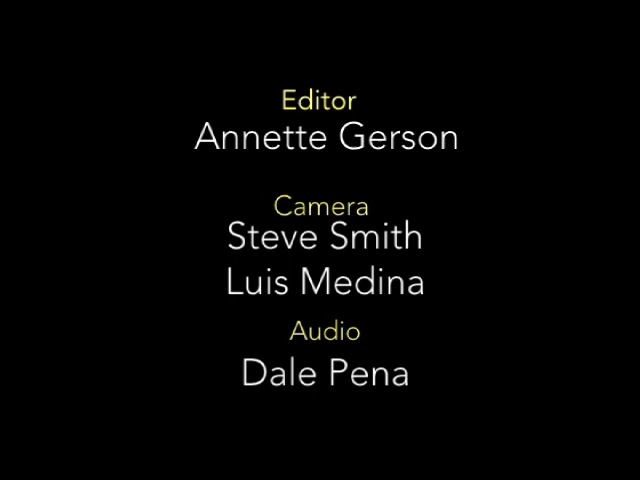 Editor
Annette Gerson
Camera
Steve Smith
Luis Medina
Audio
Dale Pena